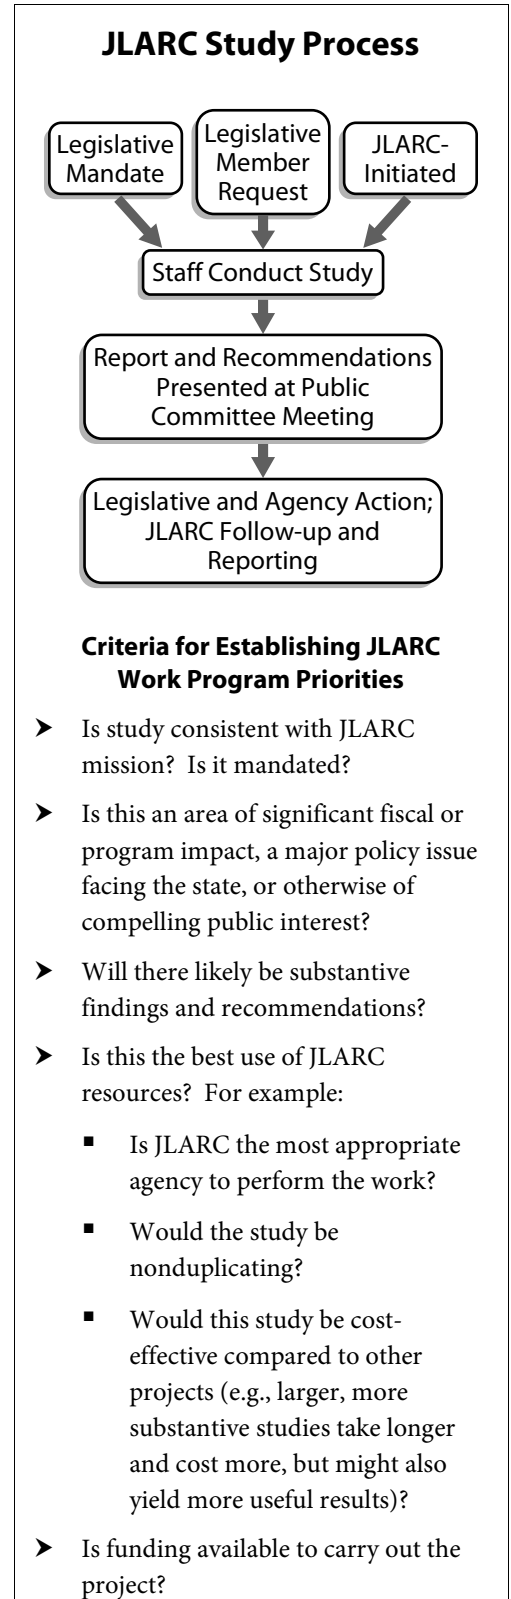 JLARC Study Process
Legislative
Mandate
Legislative
Member
Request
JLARC-
Initiated
Staff Conduct Study
Report and Recommendations
Presented at Public
Committee Meeting
Legislative and Agency Action;
JLARC Follow-up and
Reporting
Criteria for Establishing JLARC
Work Program Priorities
➤ Is study consistent with JLARC
mission?  Is it mandated?
➤ Is this an area of significant fiscal or
program impact, a major policy issue
facing the state, or otherwise of
compelling public interest?
➤ Will there likely be substantive
findings and recommendations?
➤ Is this the best use of JLARC
resources?  For example:
▪ Is JLARC the most appropriate
agency to perform the work?
▪ Would the study be
nonduplicating?
▪ Would this study be cost-
effective compared to other
projects (e.g., larger, more
substantive studies take longer
and cost more, but might also
yield more useful results)?
➤ Is funding available to carry out the
project?